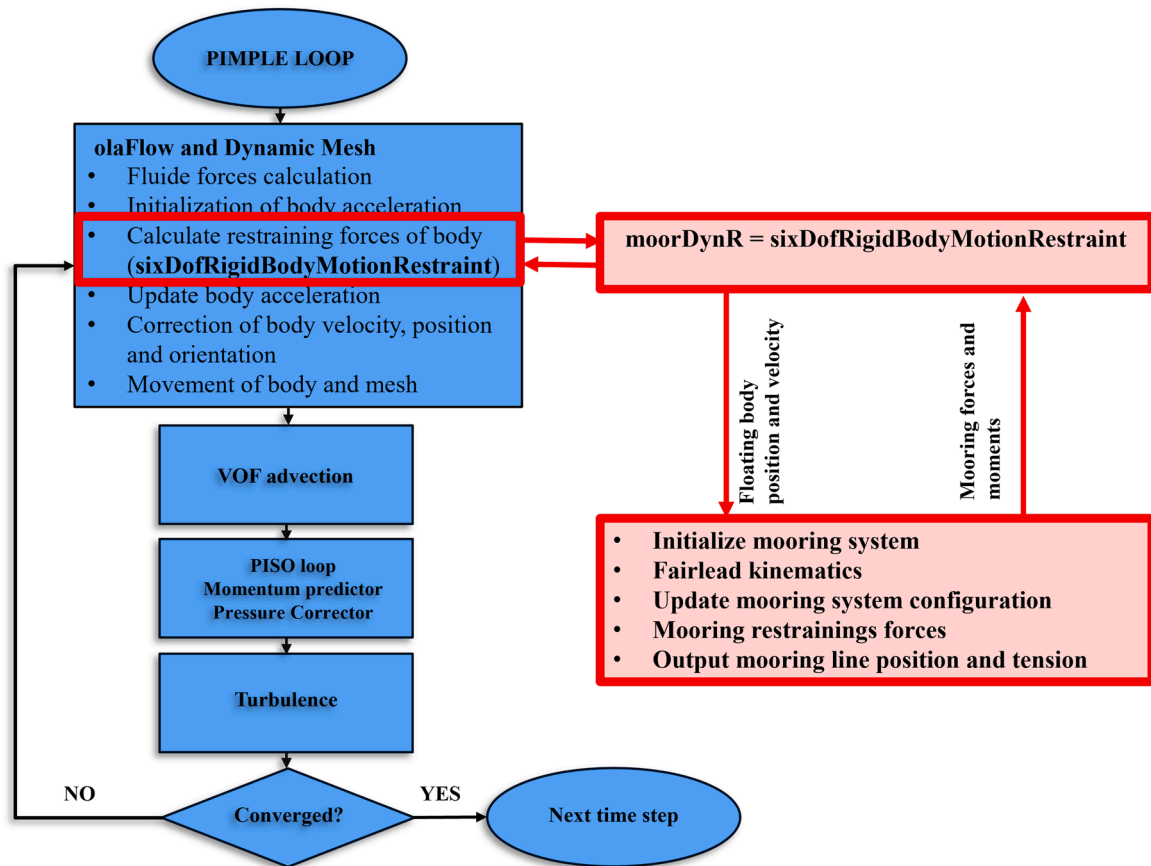 PIMPLE LOOP
olaFlow and Dynamic Mesh
• Fluide forces calculation
• Initialization of body acceleration
• Calculate restraining forces of body
(sixDofRigidBodyMotionRestraint)
• Update body acceleration
• Correction of body velocity, position
and orientation
• Movement of body and mesh
moorDynR = sixDofRigidBodyMotionRestraint
Floating body
position and velocity
Mooring forces and
moments
• Initialize mooring system
• Fairlead kinematics
• Update mooring system configuration
• Mooring restrainings forces
• Output mooring line position and tension
VOF advection
PISO loop
Momentum predictor
Pressure Corrector
Turbulence
Converged?
NO
YES
Next time step